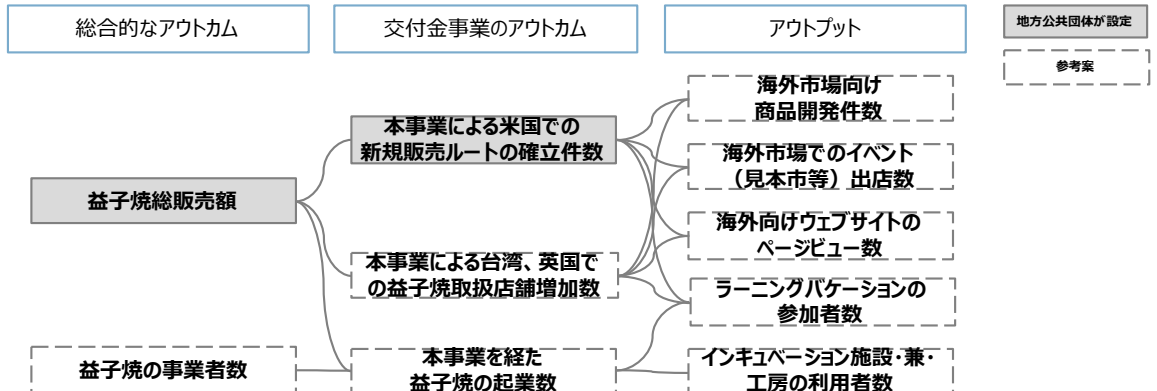 総合的なアウトカム
交付金事業のアウトカム
アウトプット
地方公共団体が設定
参考案
海外市場向け
商品開発件数
本事業による米国での
新規販売ルートの確立件数
海外市場でのイベント
（見本市等）出店数
益子焼総販売額
海外向けウェブサイトの
ページビュー数
本事業による台湾、英国で
の益子焼取扱店舗増加数
ラーニングバケーションの
参加者数
益子焼の事業者数
本事業を経た
益子焼の起業数
インキュベーション施設・兼・
工房の利用者数